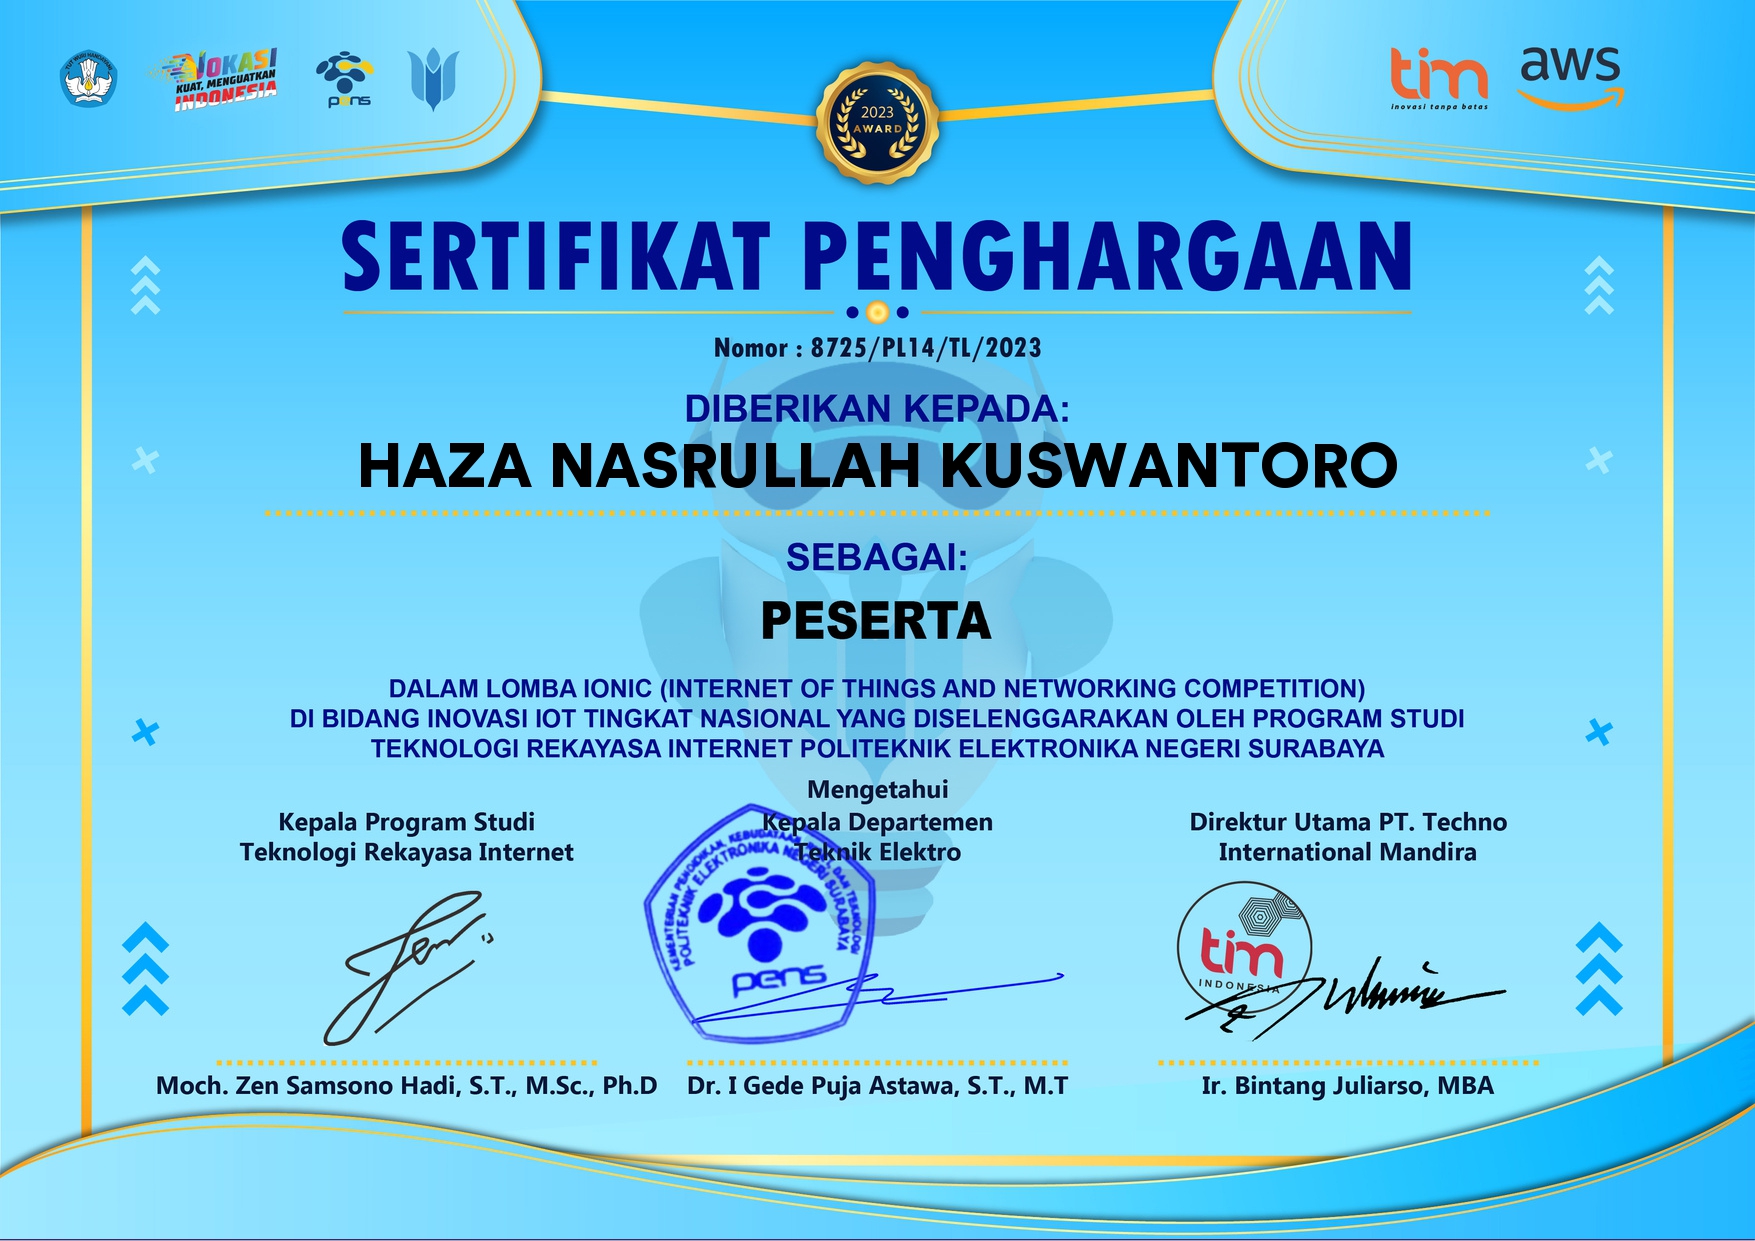 TUT WURI HANDAYANI
VOKASI
KUAT, MENGUATKAN
INDONESIA
pens
tim
inovasi tanpa batas
aws
2023
AWARD
SERTIFIKAT PENGHARGAAN
Nomor : 8725/PL14/TL/2023
DIBERIKAN KEPADA:
HAZA NASRULLAH KUSWANTORO
SEBAGAI:
PESERTA
DALAM LOMBA IONIC (INTERNET OF THINGS AND NETWORKING COMPETITION)
DI BIDANG INOVASI IOT TINGKAT NASIONAL YANG DISELENGGARAKAN OLEH PROGRAM STUDI
TEKNOLOGI REKAYASA INTERNET POLITEKNIK ELEKTRONIKA NEGERI SURABAYA
Mengetahui
Kepala Program Studi
Teknologi Rekayasa Internet
Kepala Departemen
Teknik Elektro
Direktur Utama PT. Techno
International Mandira
KEMENTERIAN PENDIDIKAN, KEBUDAYAAN, DAN TEKNOLOGI
POLITEKNIK ELEKTRONIKA NEGERI SURABAYA
pens
tim
INDONESIA
Moch. Zen Samsono Hadi, S.T., M.Sc., Ph.D
Dr. I Gede Puja Astawa, S.T., M.T
Ir. Bintang Juliarso, MBA